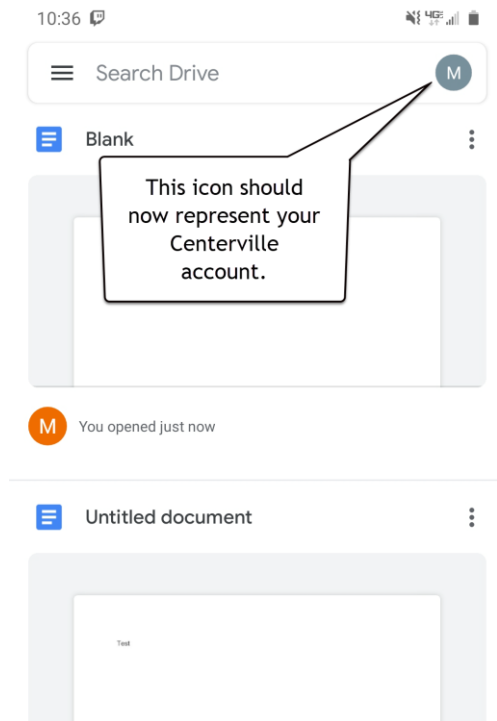 10:36 4GE
Search Drive M
Blank
This icon should
now represent your
Centerville
account.
M You opened just now
Untitled document
Test